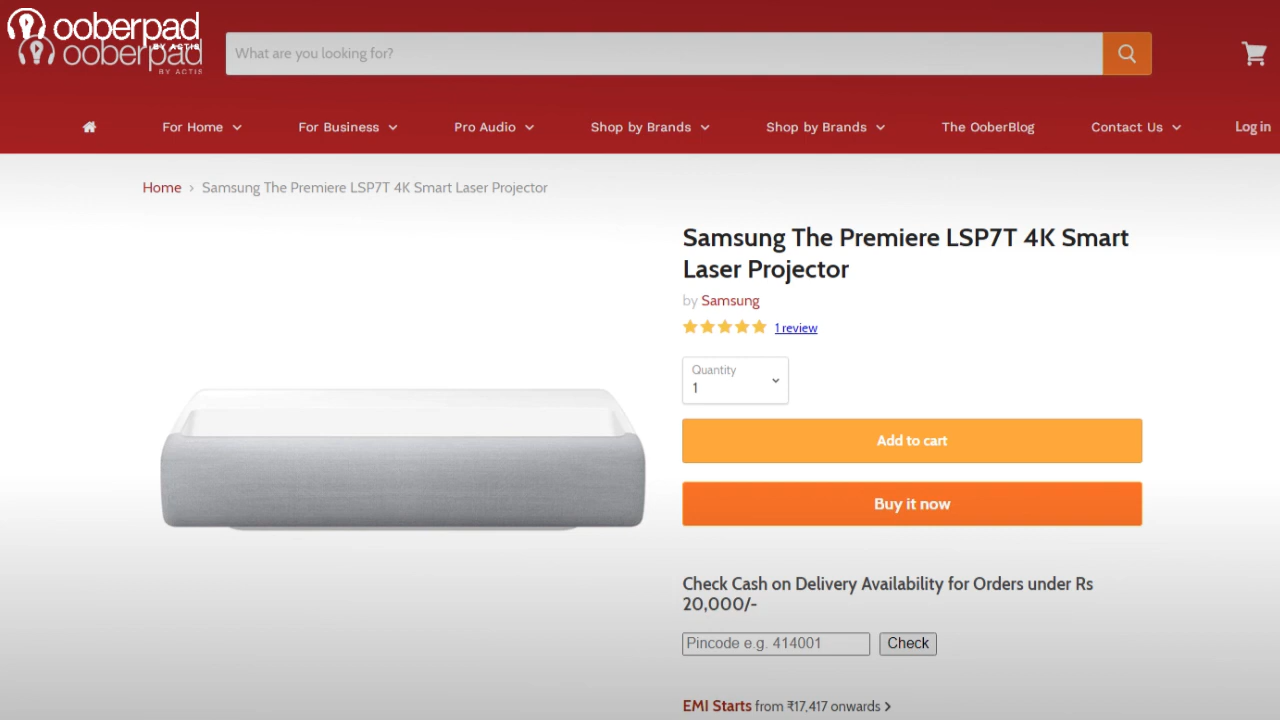 ooberpad
BY ACTIS
ooberpad
BY ACTIS
What are you looking for?
For Home
For Business
Pro Audio
Shop by Brands
Shop by Brands
The OoberBlog
Contact Us
Log in
Home › Samsung The Premiere LSP7T 4K Smart Laser Projector
Samsung The Premiere LSP7T 4K Smart
Laser Projector
by Samsung
1 review
Quantity
1
Add to cart
Buy it now
Check Cash on Delivery Availability for Orders under Rs
20,000/-
Pincode e.g. 414001
Check
EMI Starts from ₹17,417 onwards